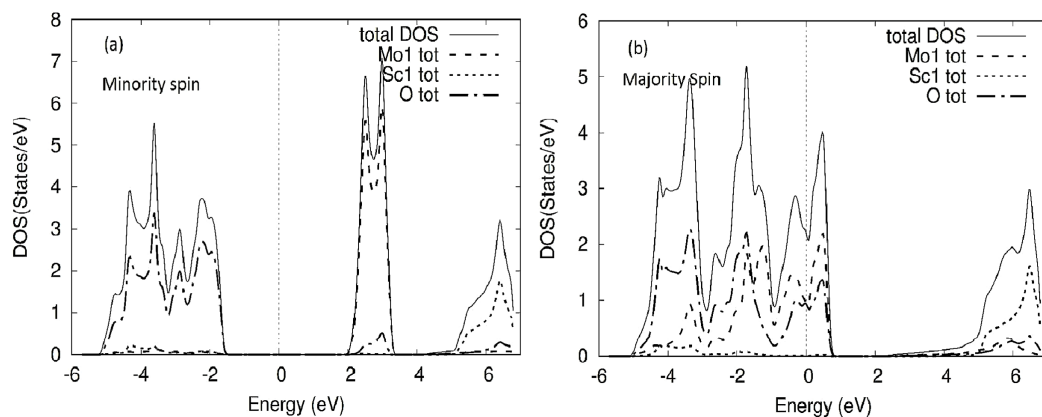 (a)
Minority spin
total DOS
Mo1 tot
Sc1 tot
O tot
DOS(States/eV)
8
7
6
5
4
3
2
1
0
-6 -4 -2 0 2 4 6
Energy (eV)
(b)
Majority Spin
total DOS
Mo1 tot
Sc1 tot
O tot
DOS(States/eV)
6
5
4
3
2
1
0
-6 -4 -2 0 2 4 6
Energy (eV)